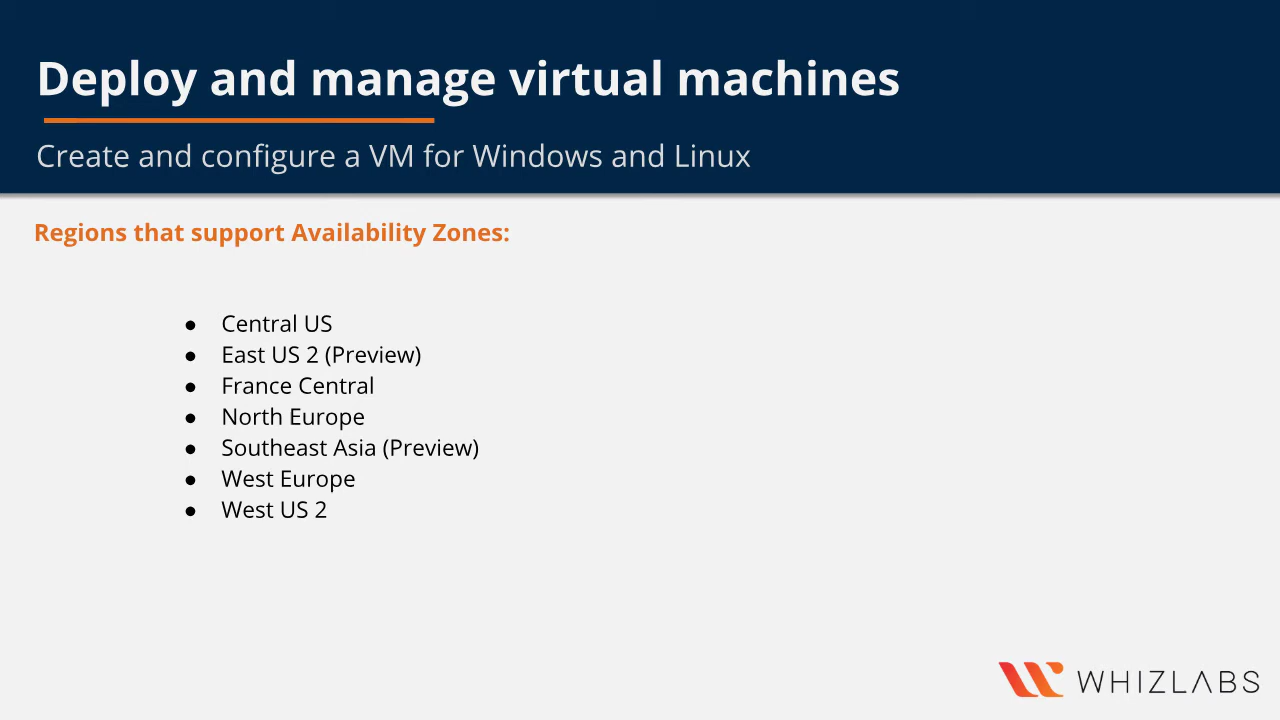 Deploy and manage virtual machines
Create and configure a VM for Windows and Linux
Regions that support Availability Zones:
● Central US
● East US 2 (Preview)
● France Central
● North Europe
● Southeast Asia (Preview)
● West Europe
● West US 2
WHIZLABS